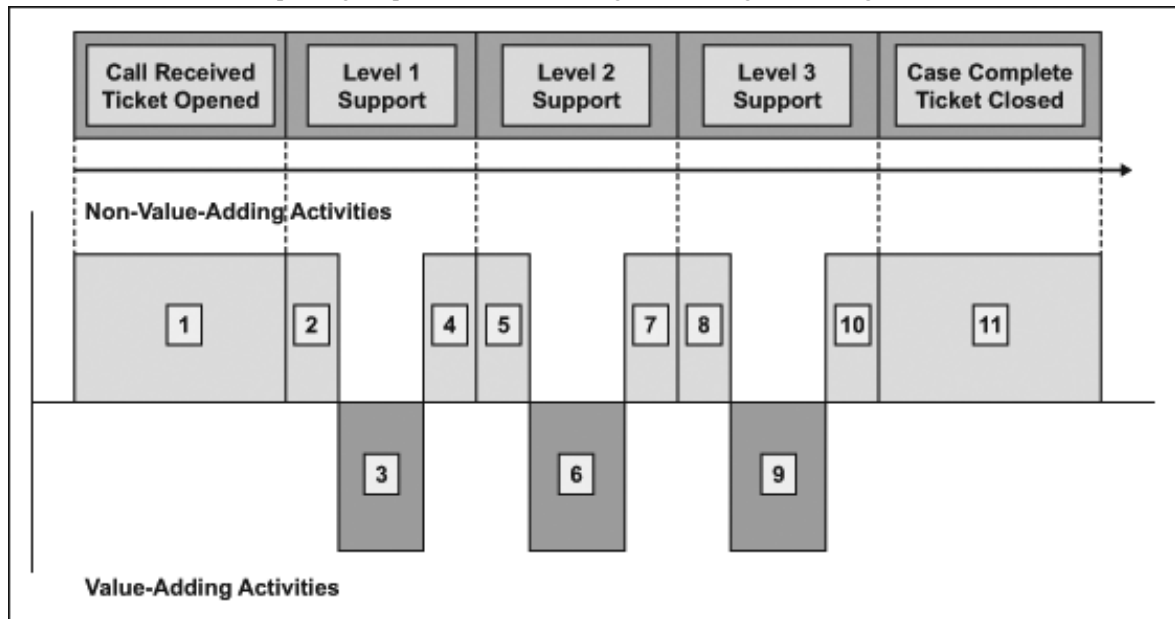 Call Received
Ticket Opened
Level 1
Support
Level 2
Support
Level 3
Support
Case Complete
Ticket Closed
Non-Value-Adding Activities
1
2
4
5
7
8
10
11
3
6
9
Value-Adding Activities